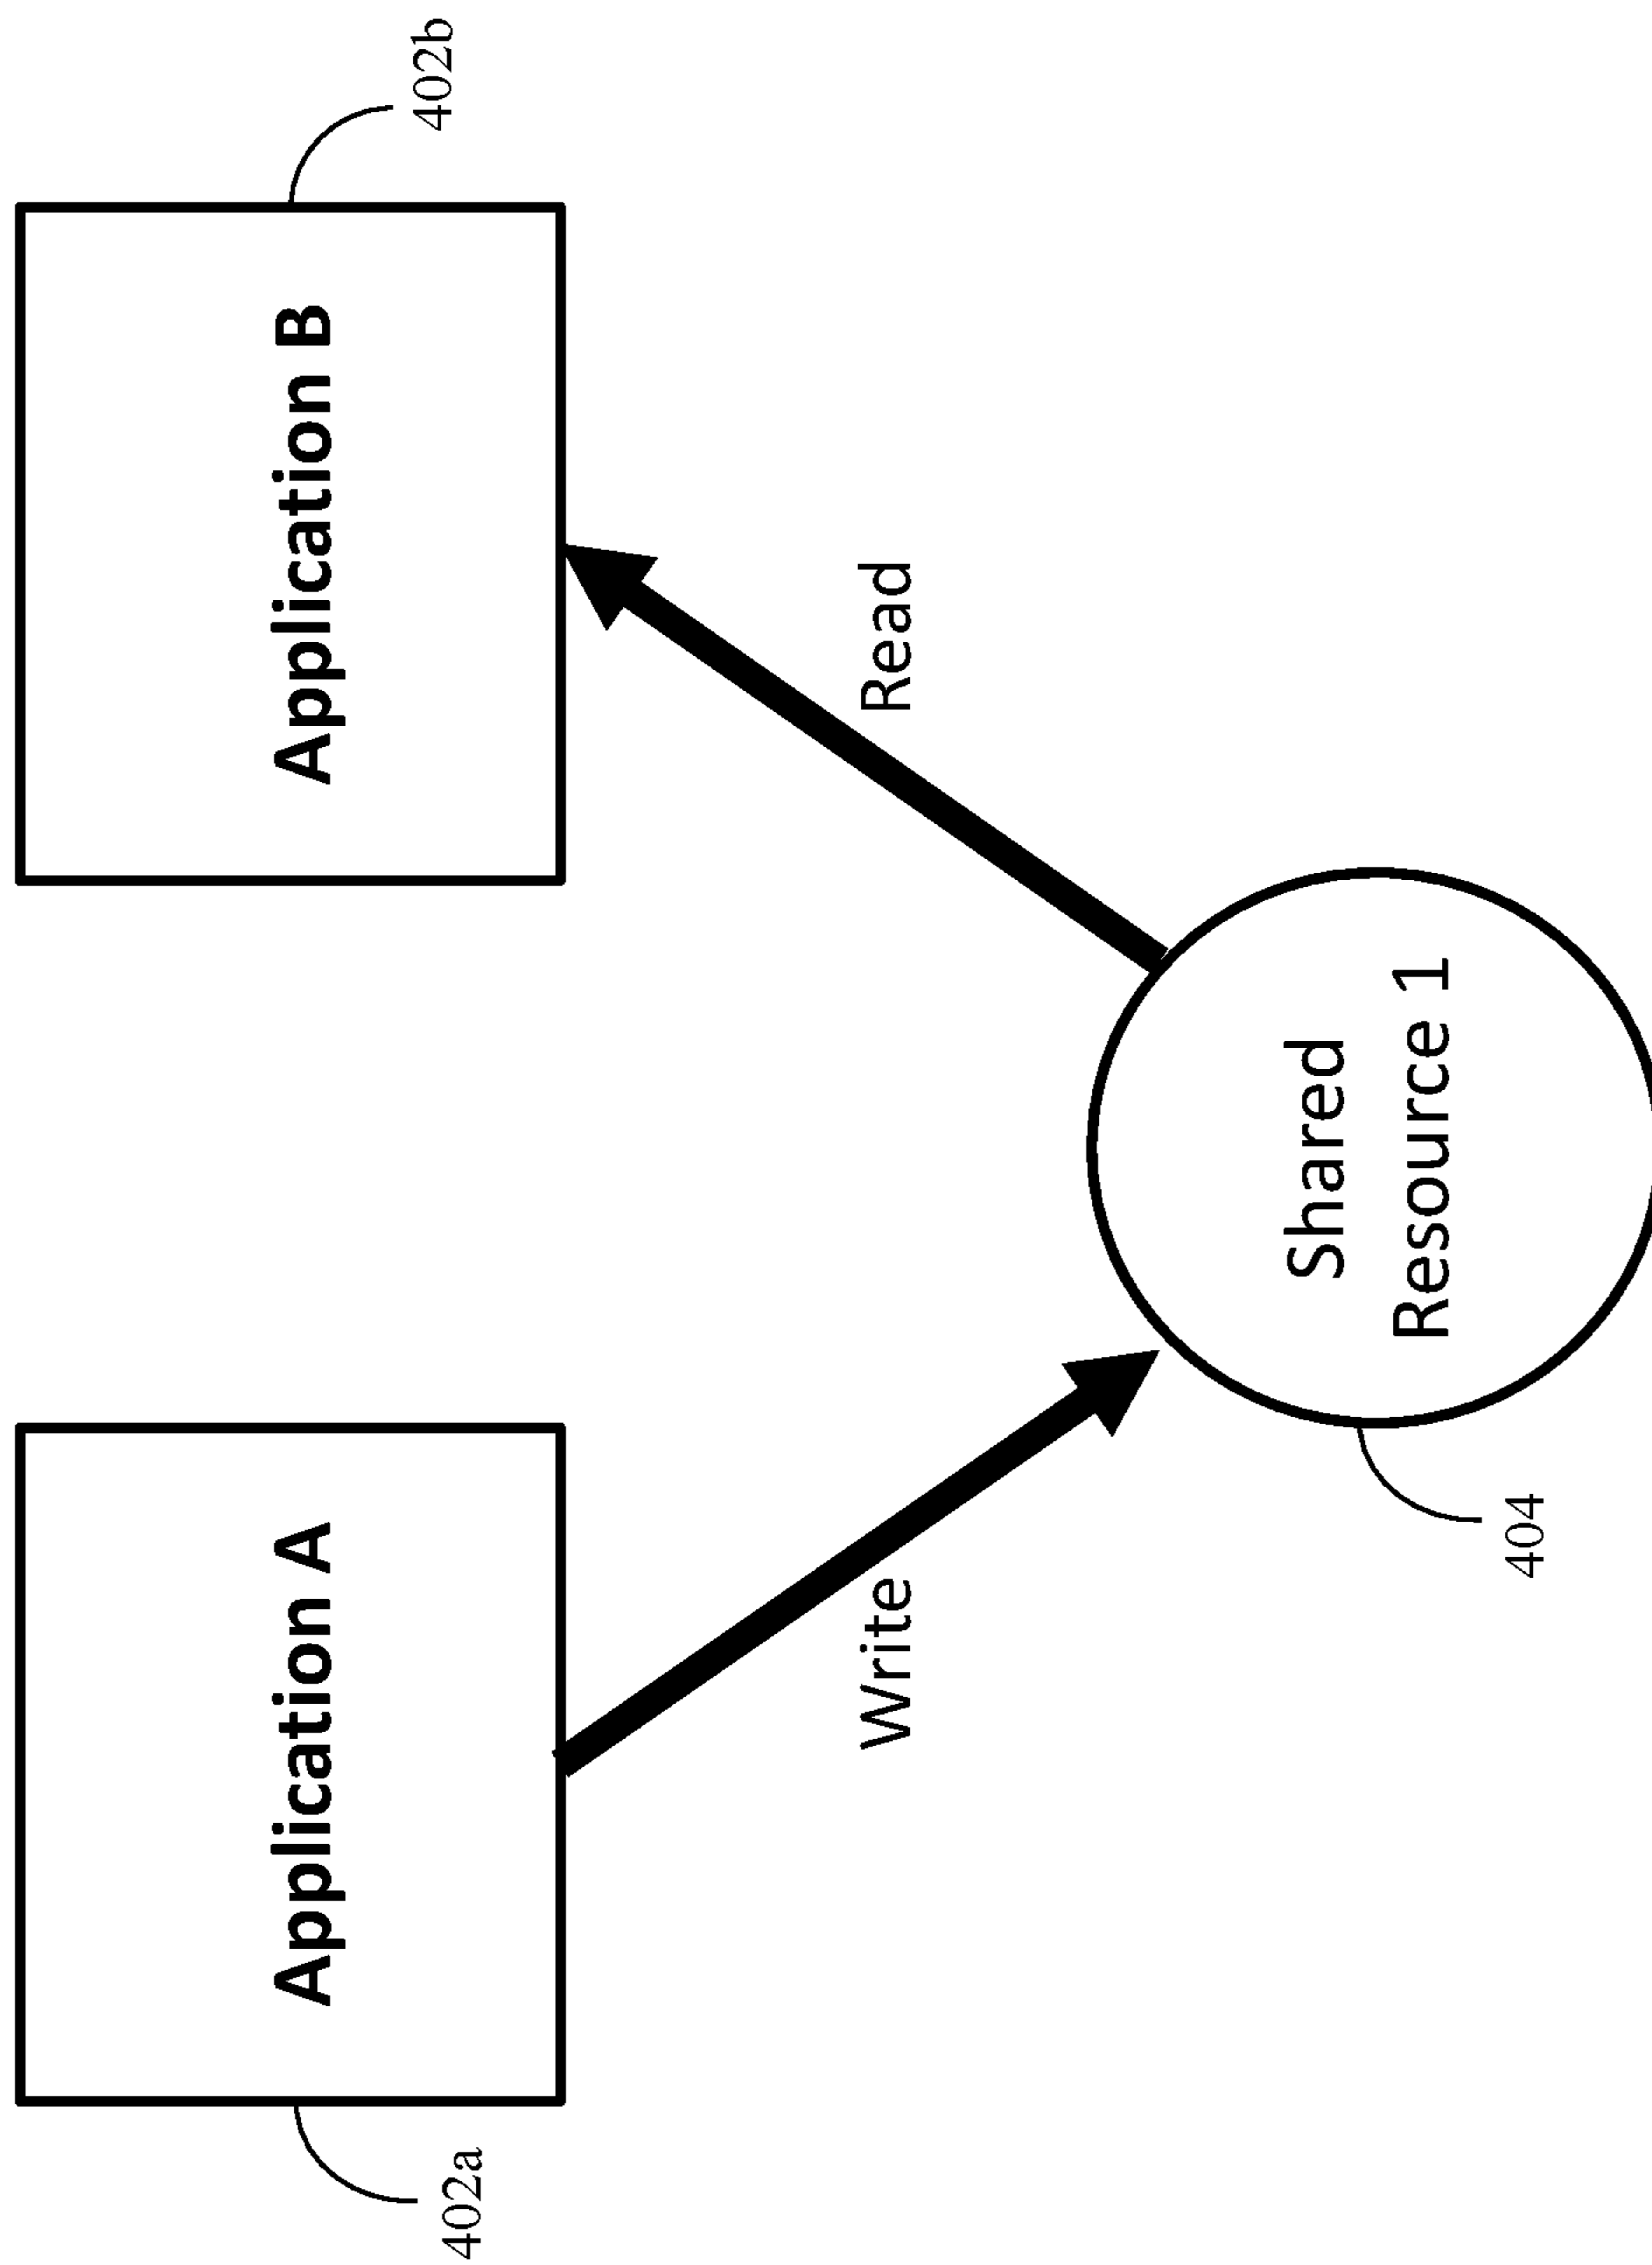 Application A
Application B
402a
402b
Write
Read
Shared
Resource 1
404